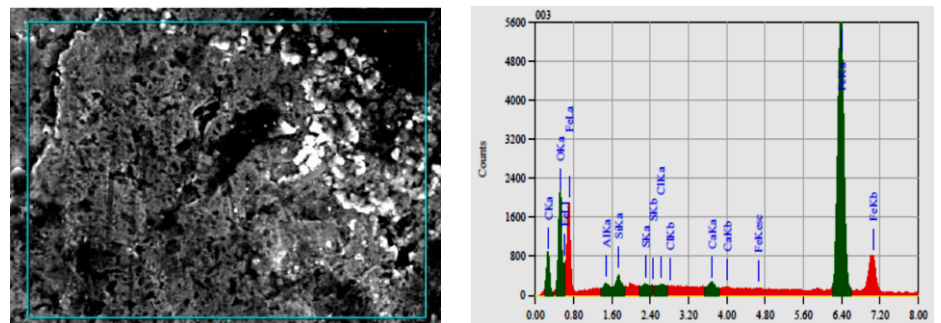 003
5600
4800
4000
3200
2400
1600
800
0
Counts
CKa
OKa
FeLl
FeLa
AlKa
SiKa
SKa
SKb
ClKa
ClKb
CaKa
CaKb
FeKesc
FeKa
FeKb
0.00 0.80 1.60 2.40 3.20 4.00 4.80 5.60 6.40 7.20 8.00